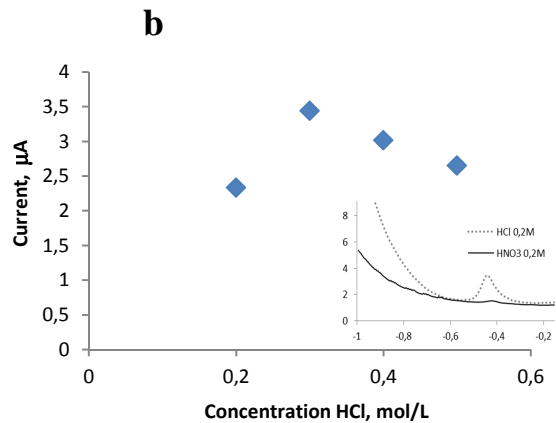 b
4
3,5
3
2,5
2
1,5
1
0,5
0
Current, µA
0 0,2 0,4 0,6
Concentration HCl, mol/L
8
6
4
2
0
-1 -0,8 -0,6 -0,4 -0,2
HCl 0,2M
HNO3 0,2M